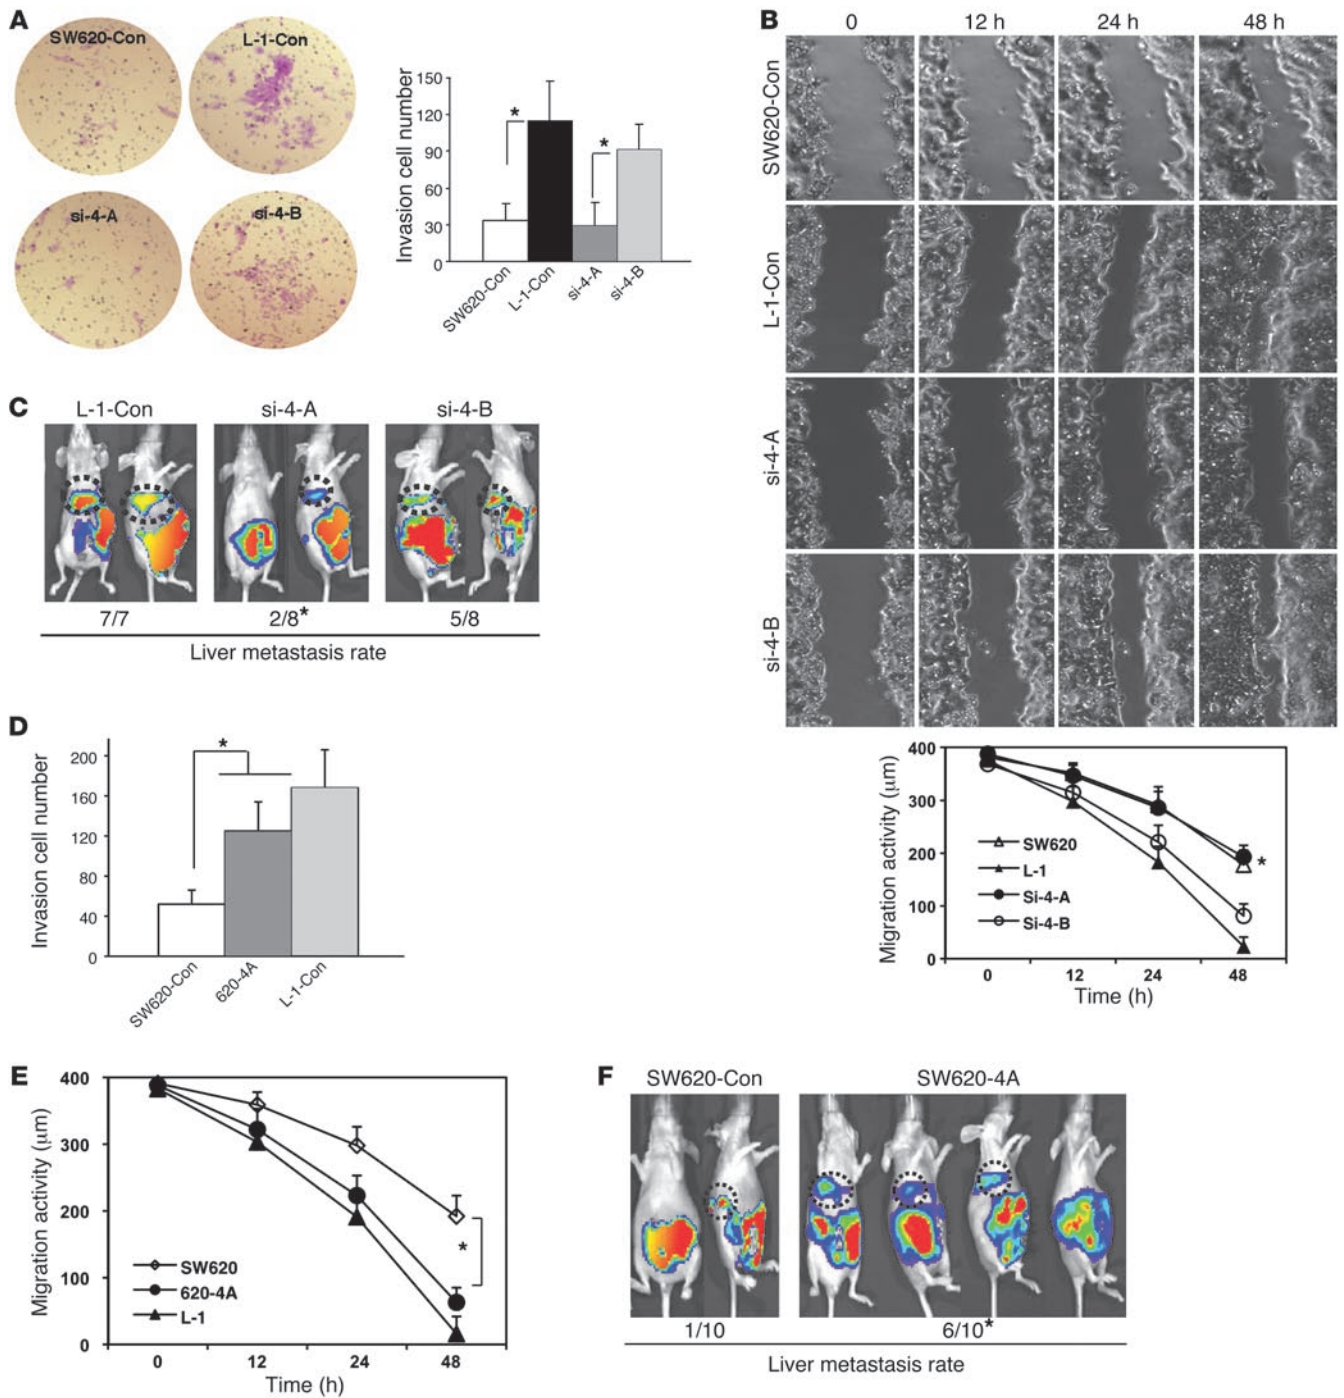 A
SW620-Con
L-1-Con
si-4-A
si-4-B
Invasion cell number
150
120
90
60
30
0
*
*
SW620-Con
L-1-Con
si-4-A
si-4-B
B
0
12 h
24 h
48 h
SW620-Con
L-1-Con
si-4-A
si-4-B
Migration activity (μm)
400
300
200
100
0
SW620
L-1
Si-4-A
Si-4-B
*
0
12
24
48
Time (h)
C
L-1-Con
si-4-A
si-4-B
7/7
2/8*
5/8
Liver metastasis rate
D
Invasion cell number
200
160
120
80
40
0
*
SW620-Con
620-4A
L-1-Con
E
Migration activity (μm)
400
300
200
100
0
SW620
620-4A
L-1
*
0
12
24
48
Time (h)
F
SW620-Con
SW620-4A
1/10
6/10*
Liver metastasis rate